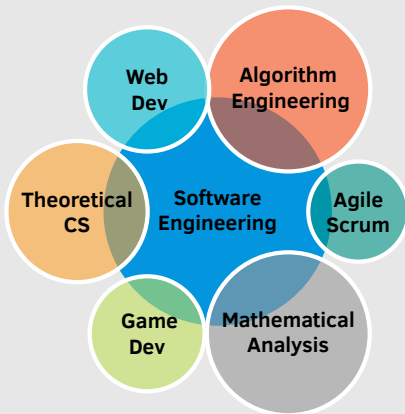 Web
Dev
Algorithm
Engineering
Theoretical
CS
Software
Engineering
Agile
Scrum
Game
Dev
Mathematical
Analysis